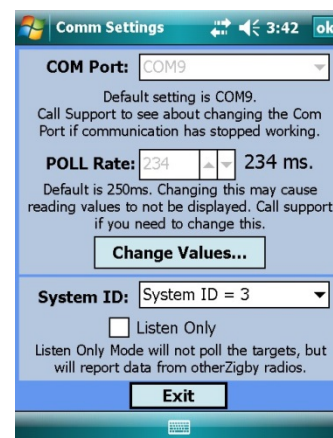 Comm Settings 3:42 ok
COM Port: COM9
Default setting is COM9.
Call Support to see about changing the Com
Port if communication has stopped working.
POLL Rate: 234 234 ms.
Default is 250ms. Changing this may cause
reading values to not be displayed. Call support
if you need to change this.
Change Values...
System ID: System ID = 3
Listen Only
Listen Only Mode will not poll the targets, but
will report data from otherZigby radios.
Exit